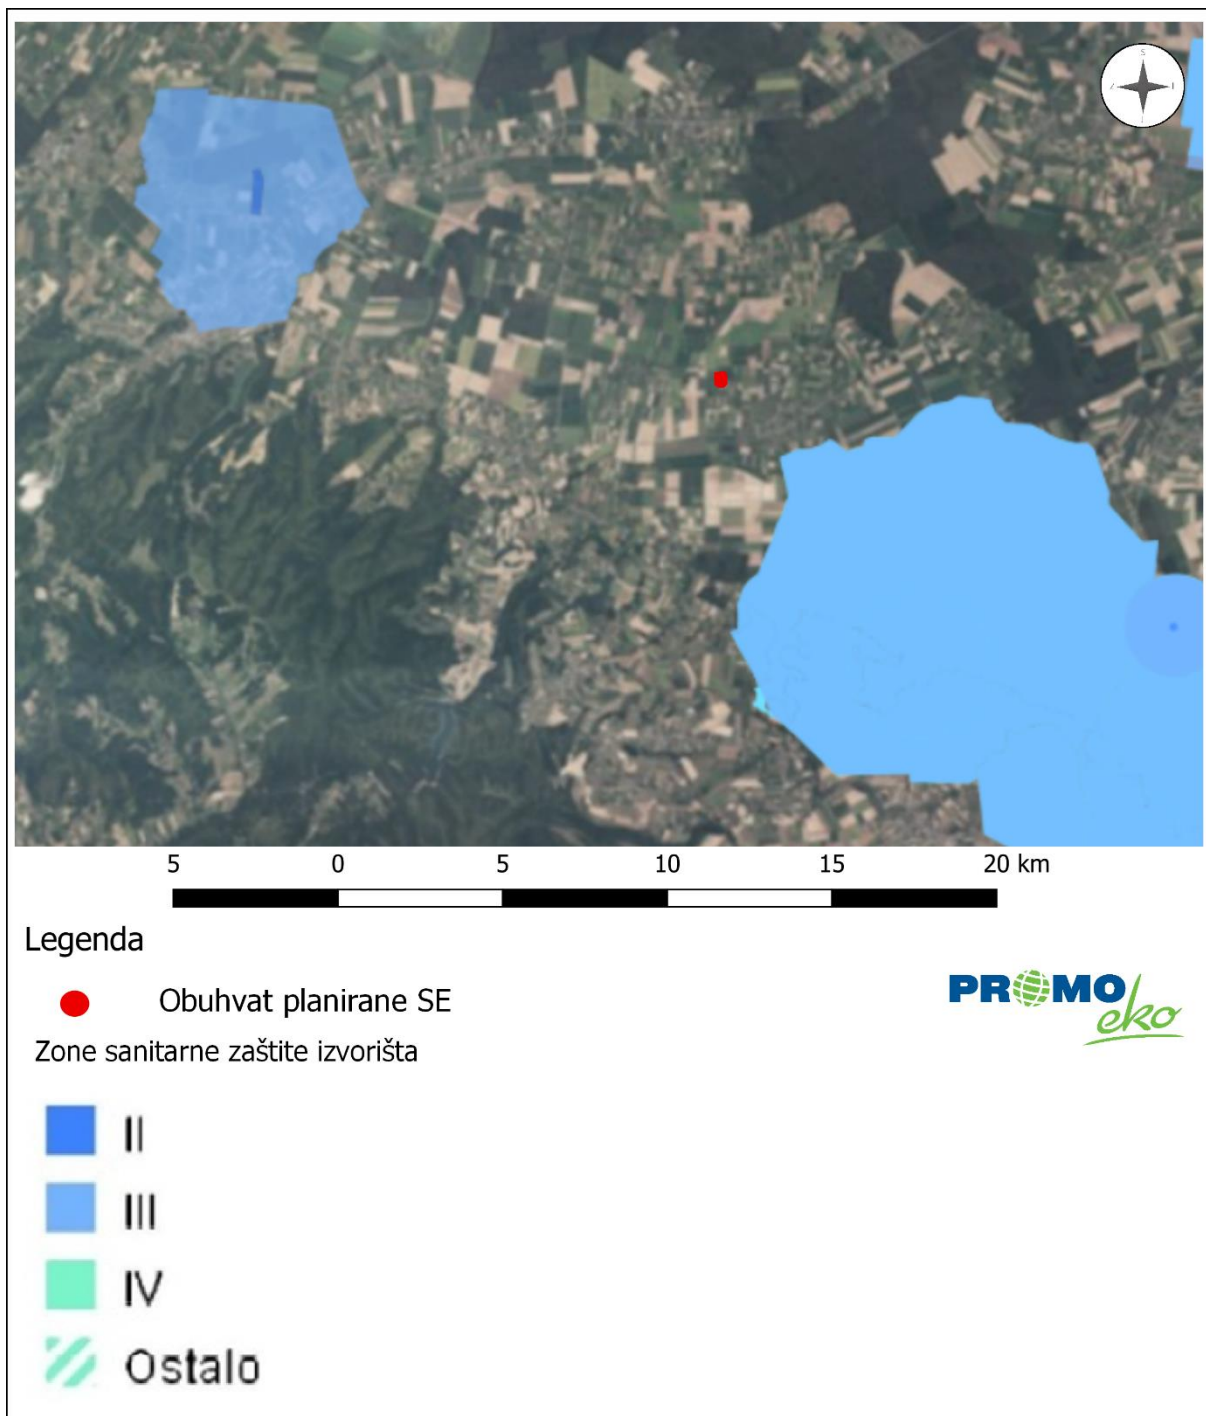 S
Z
I
J
5 0 5 10 15 20 km
Legenda
Obuhvat planirane SE
PROMO
eko
Zone sanitarne zaštite izvorišta
II
III
IV
Ostalo